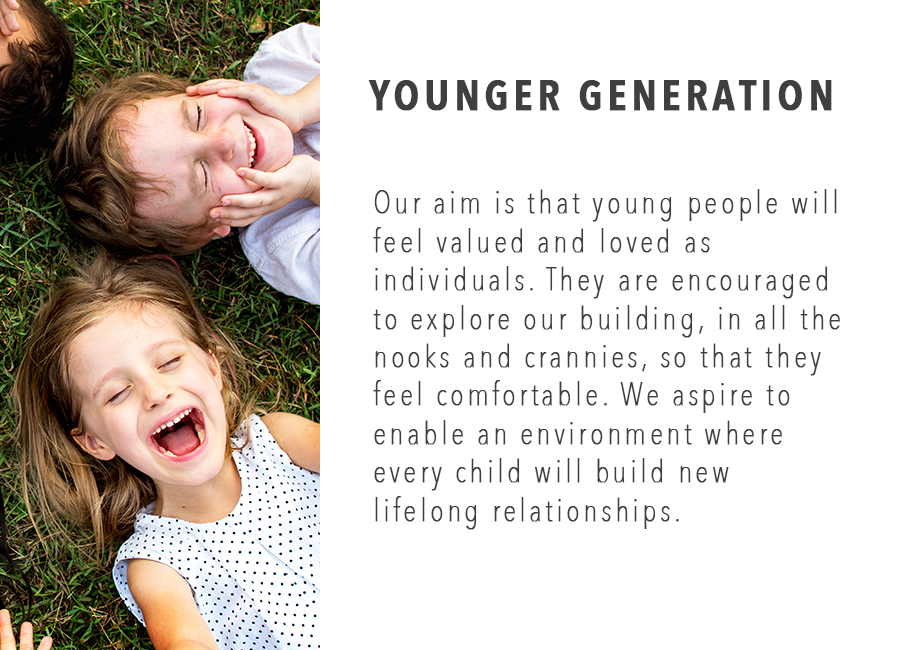 YOUNGER GENERATION
Our aim is that young people will
feel valued and loved as
individuals. They are encouraged
to explore our building, in all the
nooks and crannies, so that they
feel comfortable. We aspire to
enable an environment where
every child will build new
lifelong relationships.